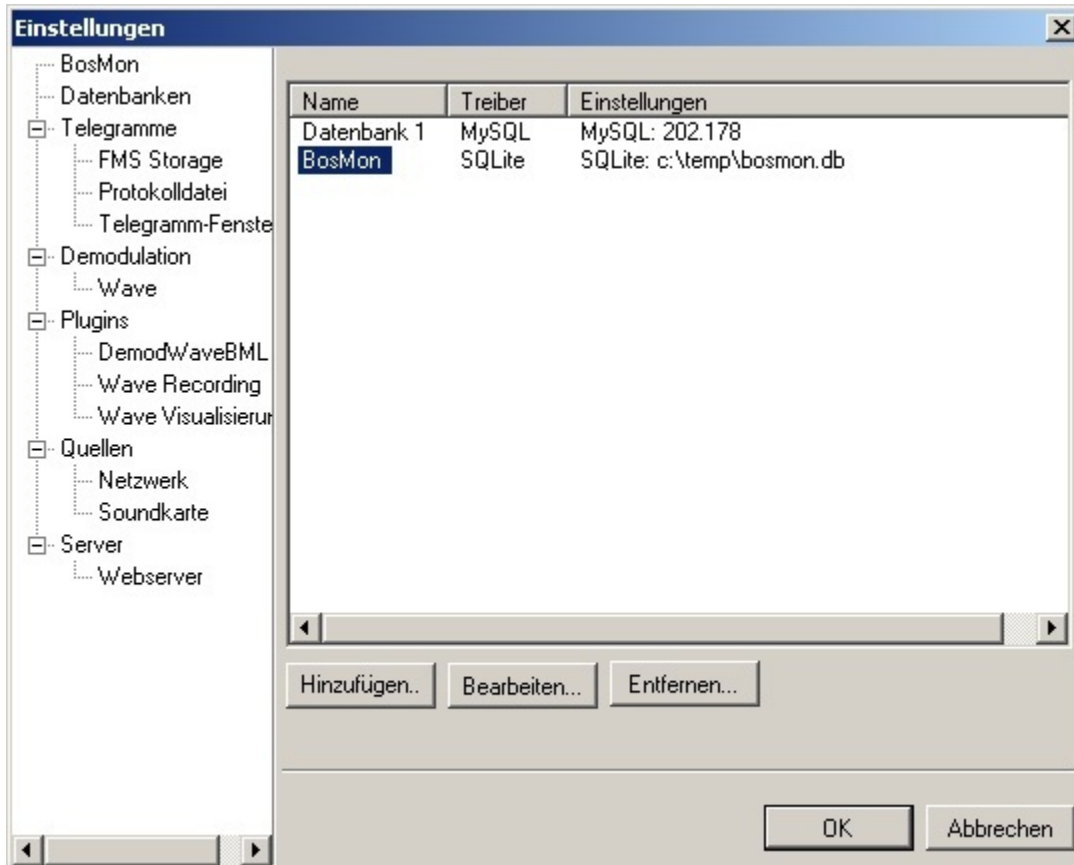 Einstellungen
BosMon
Datenbanken
Telegramme
FMS Storage
Protokolldatei
Telegramm-Fenste
Demodulation
Wave
Plugins
DemodWaveBML
Wave Recording
Wave Visualisierun
Quellen
Netzwerk
Soundkarte
Server
Webserver
Name Treiber Einstellungen
Datenbank 1 MySQL MySQL: 202.178
BosMon SQLite SQLite: c:\temp\bosmon.db
Hinzufügen.. Bearbeiten... Entfernen...
OK Abbrechen